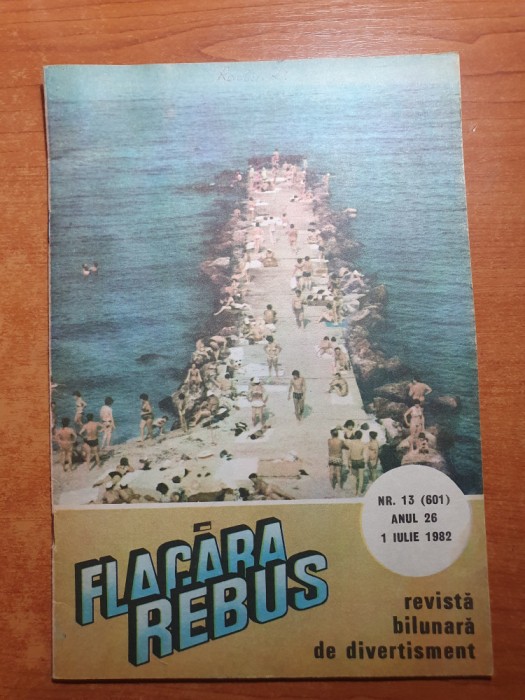 NR. 13 (601)
ANUL 26
1 IULIE 1982
FLACĂRA
REBUS
revistă
bilunară
de divertisment